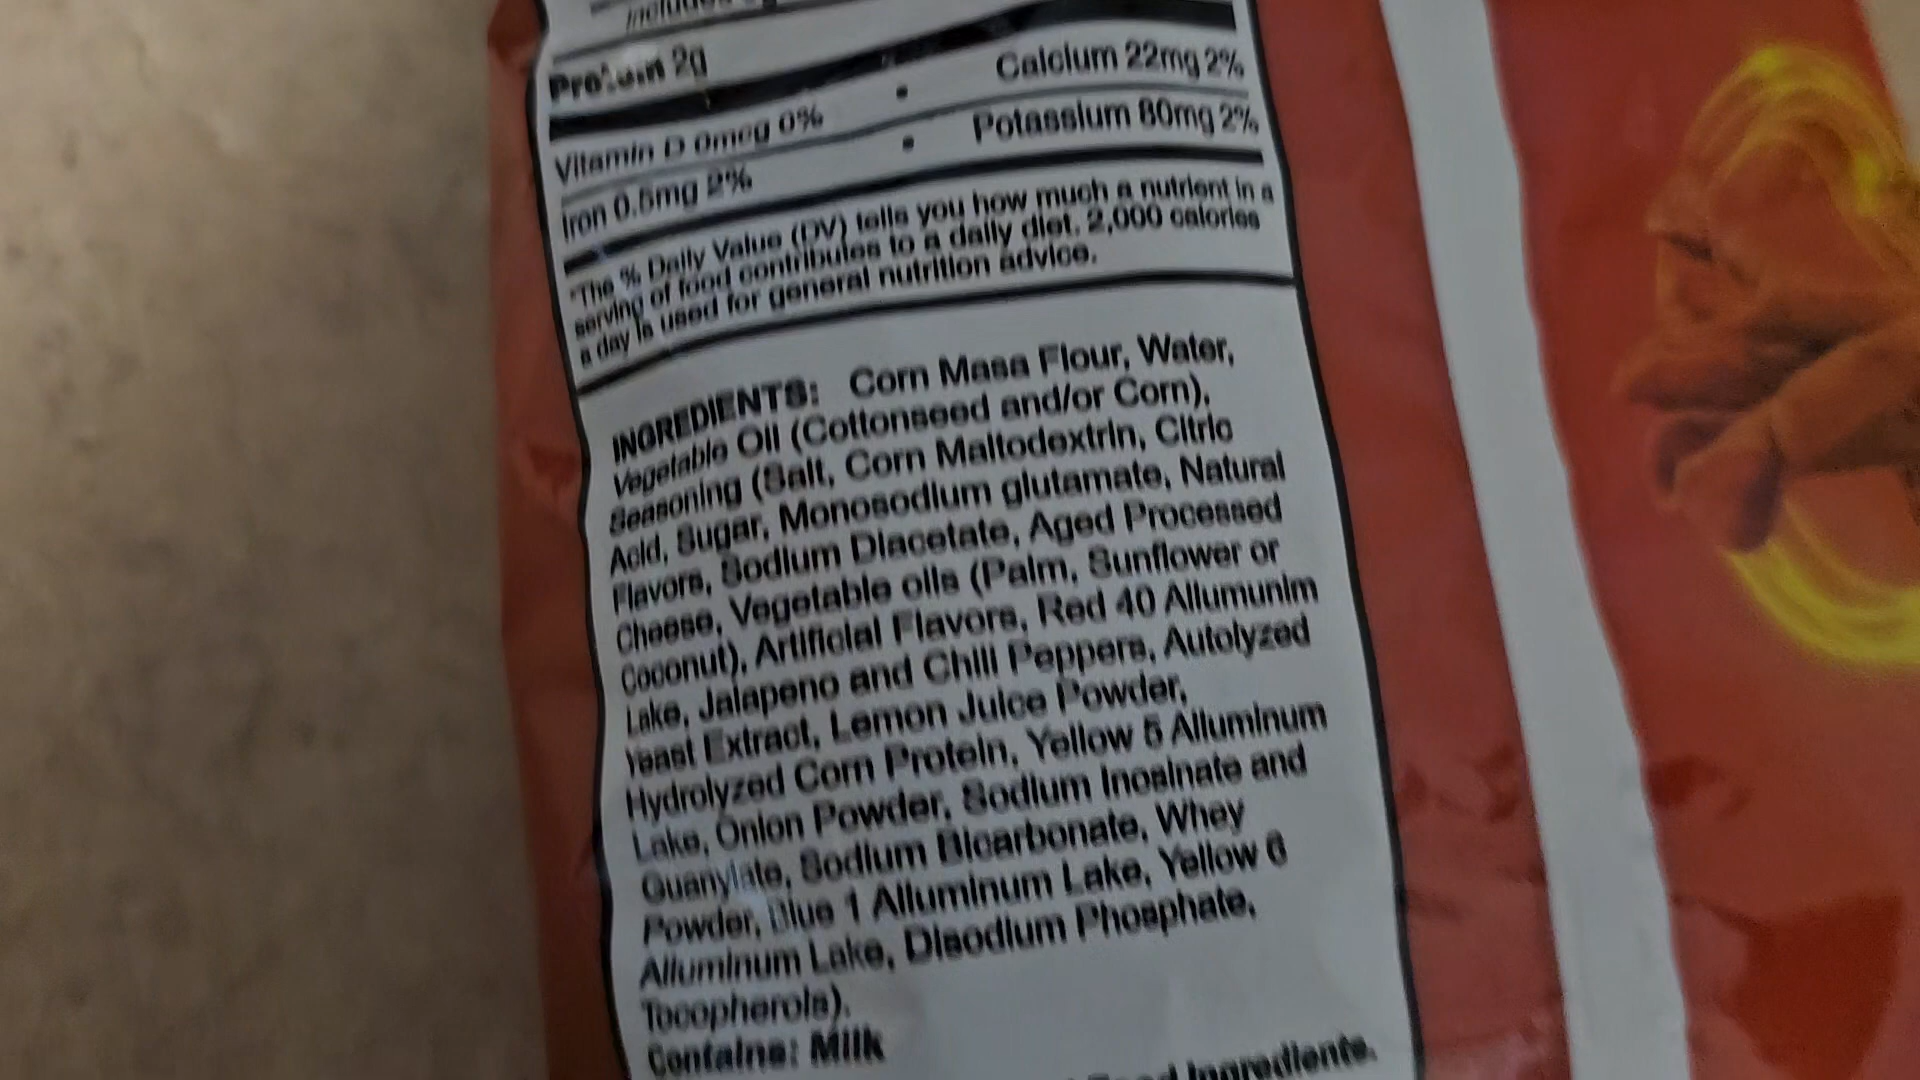 Protein 2g
Vitamin D 0mcg 0% • Calcium 22mg 2%
Iron 0.5mg 2% • Potassium 80mg 2%
*The % Daily Value (DV) tells you how much a nutrient in a
serving of food contributes to a daily diet. 2,000 calories
a day is used for general nutrition advice.
INGREDIENTS: Corn Masa Flour, Water,
Vegetable Oil (Cottonseed and/or Corn),
Seasoning (Salt, Corn Maltodextrin, Citric
Acid, Sugar, Monosodium glutamate, Natural
Flavors, Sodium Diacetate, Aged Processed
Cheese, Vegetable oils (Palm, Sunflower or
Coconut), Artificial Flavors, Red 40 Allumunim
Lake, Jalapeno and Chili Peppers, Autolyzed
Yeast Extract, Lemon Juice Powder,
Hydrolyzed Corn Protein, Yellow 5 Alluminum
Lake, Onion Powder, Sodium Inosinate and
Guanylate, Sodium Bicarbonate, Whey
Powder, Blue 1 Alluminum Lake, Yellow 6
Alluminum Lake, Disodium Phosphate,
Tocopherols).
Contains: Milk
Ingredients.